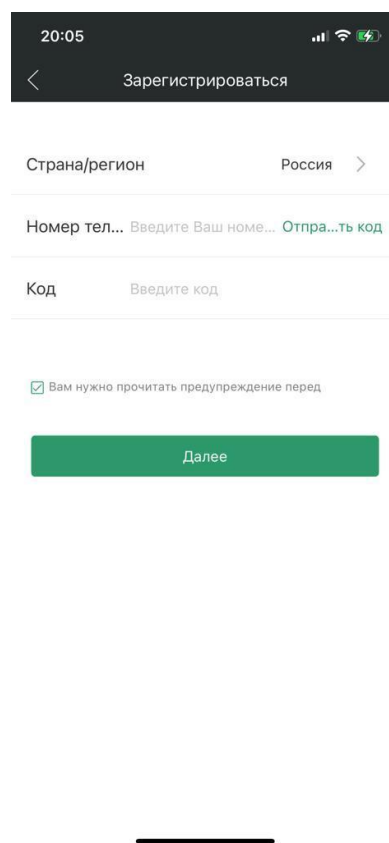 20:05
Зарегистрироваться
Страна/регион Россия
Номер тел... Введите Ваш номе... Отпра...ть код
Код Введите код
Вам нужно прочитать предупреждение перед
Далее